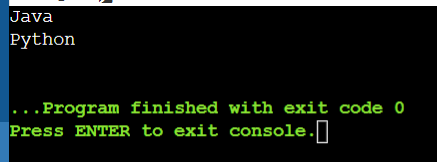 Java
Python
...Program finished with exit code 0
Press ENTER to exit console.